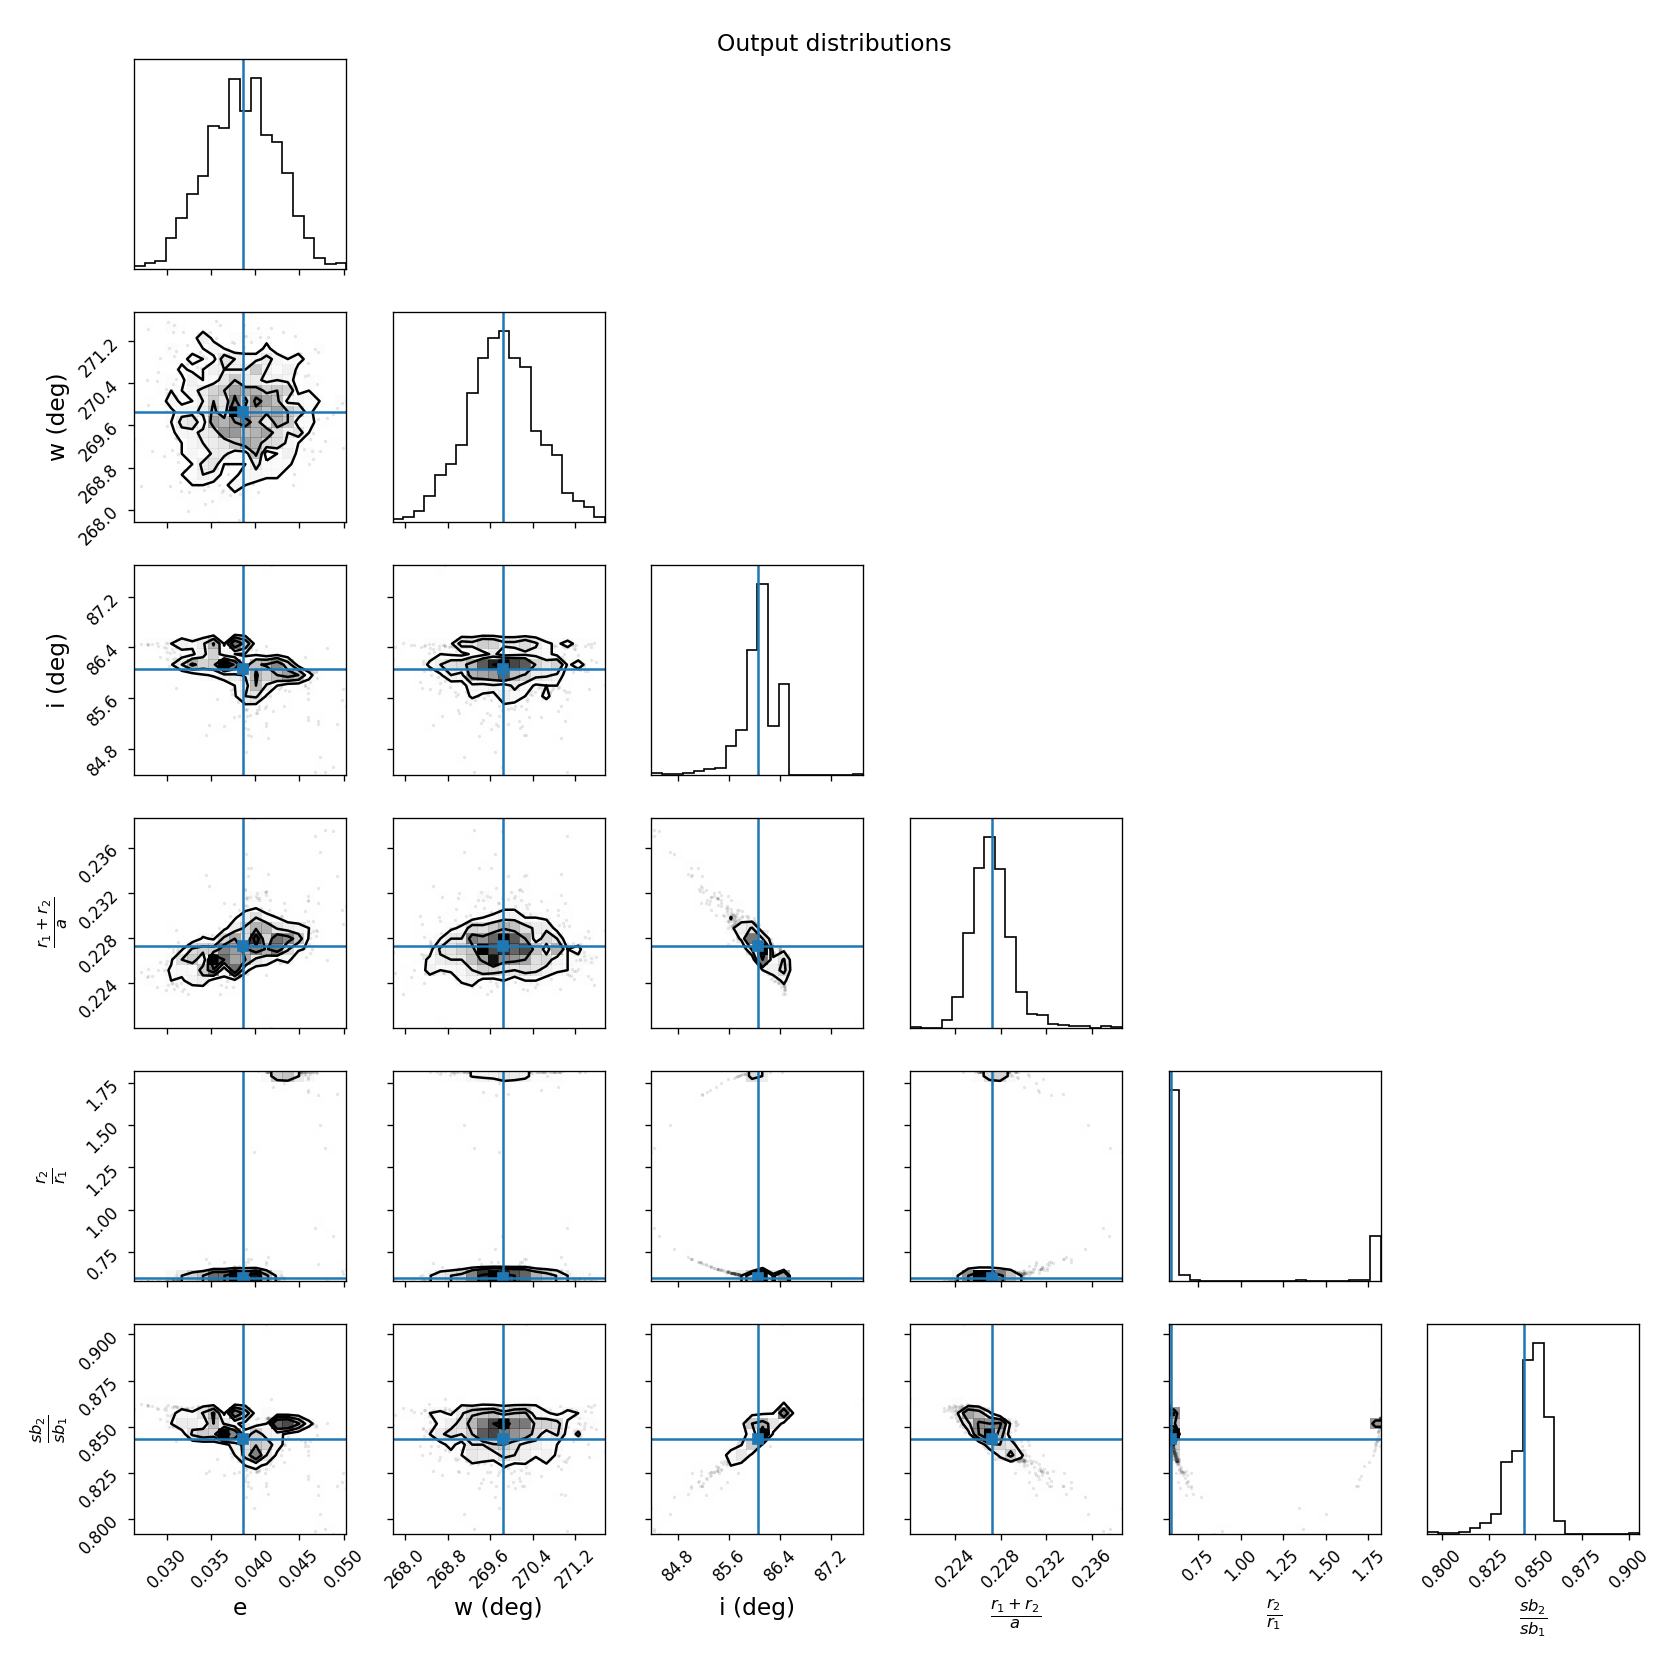 Output distributions
w (deg)
271.2
270.4
269.6
268.8
268.0
i (deg)
87.2
86.4
85.6
84.8
r₁ + r₂
a
0.236
0.232
0.228
0.224
r₂
r₁
1.75
1.50
1.25
1.00
0.75
sb₂
sb₁
0.900
0.875
0.850
0.825
0.800
0.030 0.035 0.040 0.045 0.050 268.0 268.8 269.6 270.4 271.2 84.8 85.6 86.4 87.2 0.224 0.228 0.232 0.236 0.75 1.00 1.25 1.50 1.75 0.800 0.825 0.850 0.875 0.900
e w (deg) i (deg) r₁ + r₂ r₂ sb₂
a r₁ sb₁